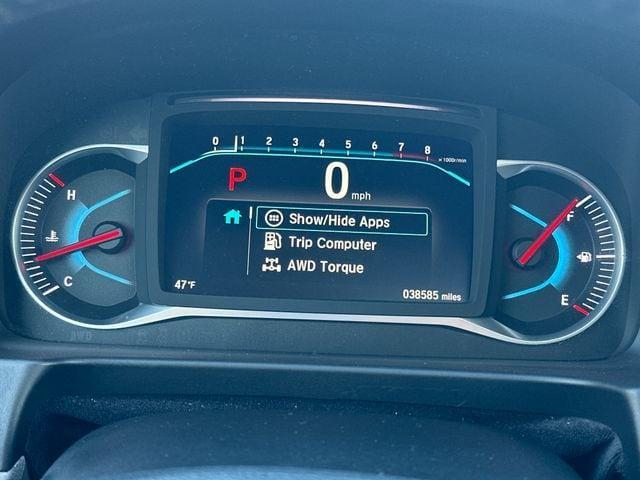 0 1 2 3 4 5 6 7 8
x1000r/min
P 0 mph
H
F
Show/Hide Apps
Trip Computer
AWD Torque
C
E
47°F
038585 miles
AWD